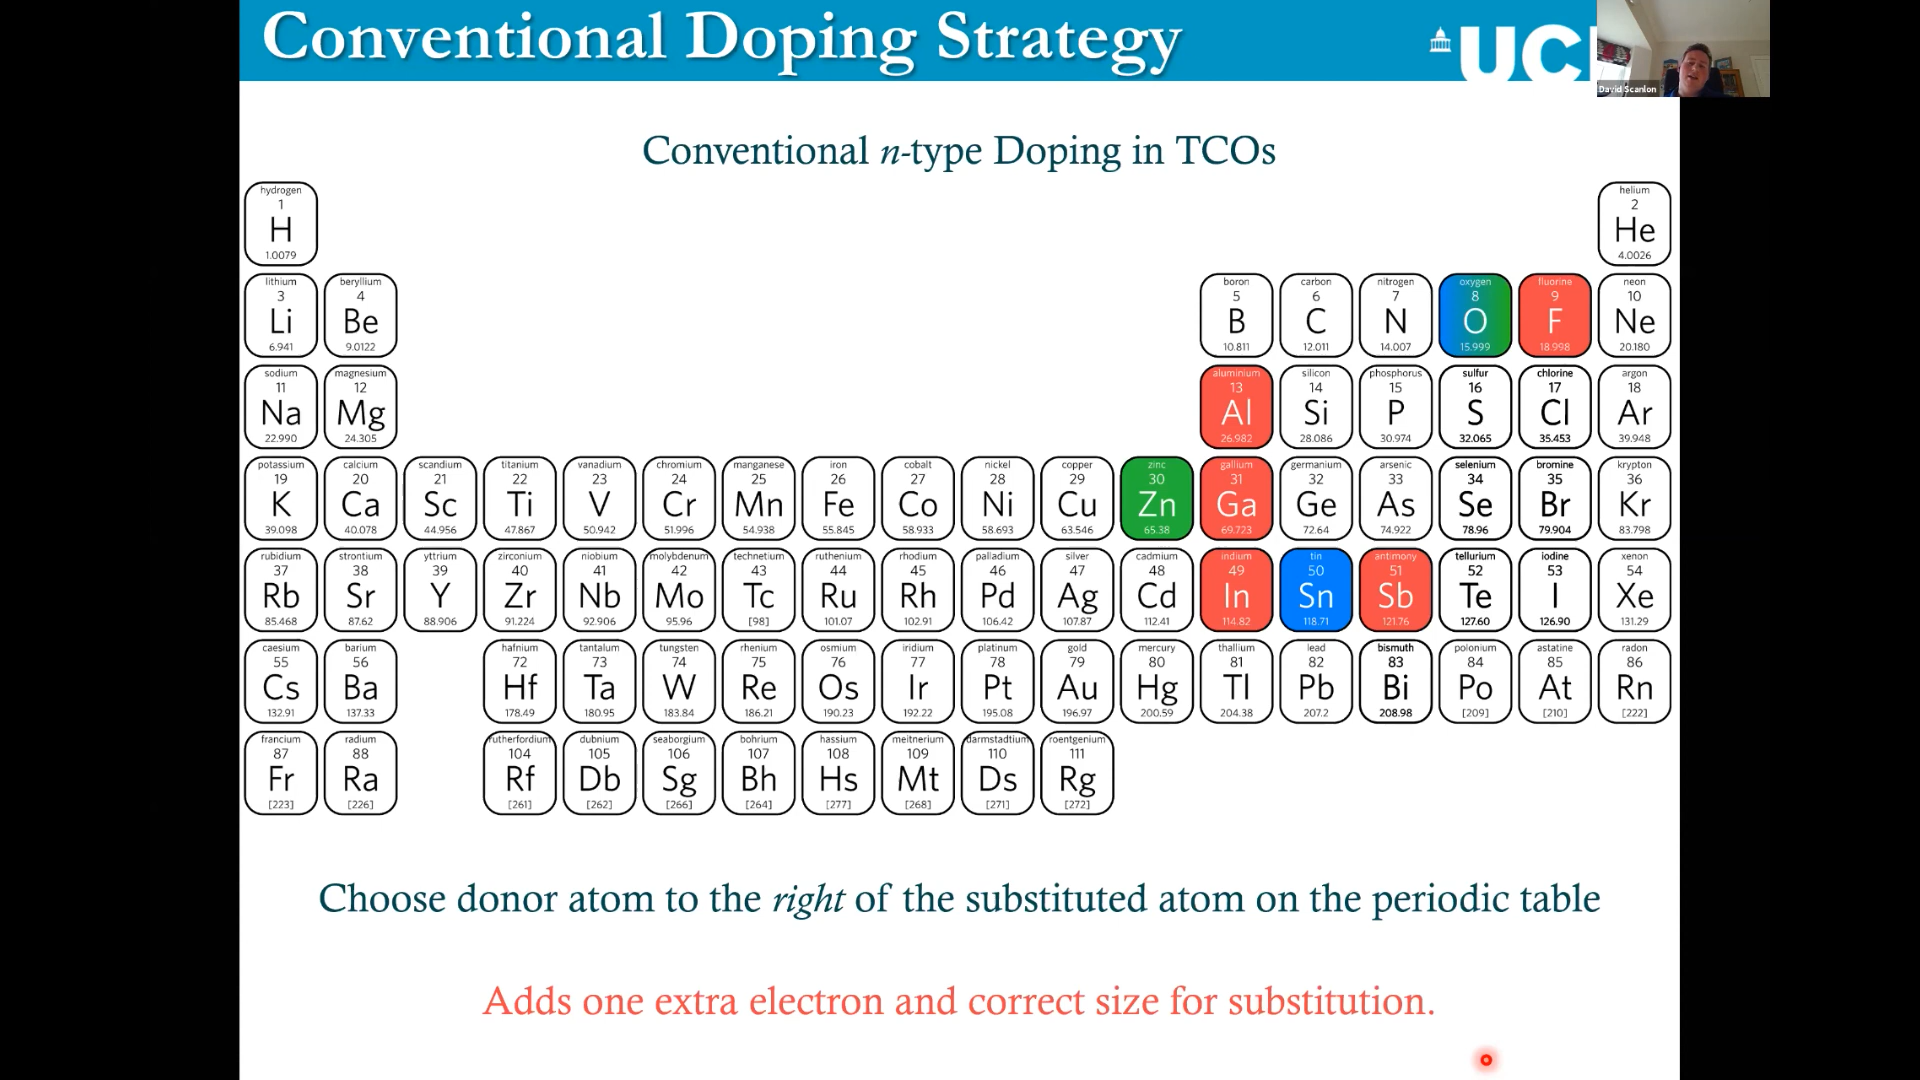 Conventional Doping Strategy
UC
David Scanlon
Conventional n-type Doping in TCOs
hydrogen helium
1 2
H He
1.0079 4.0026
lithium beryllium boron carbon nitrogen oxygen fluorine neon
3 4 5 6 7 8 9 10
Li Be B C N O F Ne
6.941 9.0122 10.811 12.011 14.007 15.999 18.998 20.180
sodium magnesium aluminium silicon phosphorus sulfur chlorine argon
11 12 13 14 15 16 17 18
Na Mg Al Si P S Cl Ar
22.990 24.305 26.982 28.086 30.974 32.065 35.453 39.948
potassium calcium scandium titanium vanadium chromium manganese iron cobalt nickel copper zinc gallium germanium arsenic selenium bromine krypton
19 20 21 22 23 24 25 26 27 28 29 30 31 32 33 34 35 36
K Ca Sc Ti V Cr Mn Fe Co Ni Cu Zn Ga Ge As Se Br Kr
39.098 40.078 44.956 47.867 50.942 51.996 54.938 55.845 58.933 58.693 63.546 65.38 69.723 72.64 74.922 78.96 79.904 83.798
rubidium strontium yttrium zirconium niobium molybdenum technetium ruthenium rhodium palladium silver cadmium indium tin antimony tellurium iodine xenon
37 38 39 40 41 42 43 44 45 46 47 48 49 50 51 52 53 54
Rb Sr Y Zr Nb Mo Tc Ru Rh Pd Ag Cd In Sn Sb Te I Xe
85.468 87.62 88.906 91.224 92.906 95.96 [98] 101.07 102.91 106.42 107.87 112.41 114.82 118.71 121.76 127.60 126.90 131.29
caesium barium hafnium tantalum tungsten rhenium osmium iridium platinum gold mercury thallium lead bismuth polonium astatine radon
55 56 72 73 74 75 76 77 78 79 80 81 82 83 84 85 86
Cs Ba Hf Ta W Re Os Ir Pt Au Hg Tl Pb Bi Po At Rn
132.91 137.33 178.49 180.95 183.84 186.21 190.23 192.22 195.08 196.97 200.59 204.38 207.2 208.98 [209] [210] [222]
francium radium rutherfordium dubnium seaborgium bohrium hassium meitnerium darmstadtium roentgenium
87 88 104 105 106 107 108 109 110 111
Fr Ra Rf Db Sg Bh Hs Mt Ds Rg
[223] [226] [261] [262] [266] [264] [277] [268] [271] [272]
Choose donor atom to the right of the substituted atom on the periodic table
Adds one extra electron and correct size for substitution.